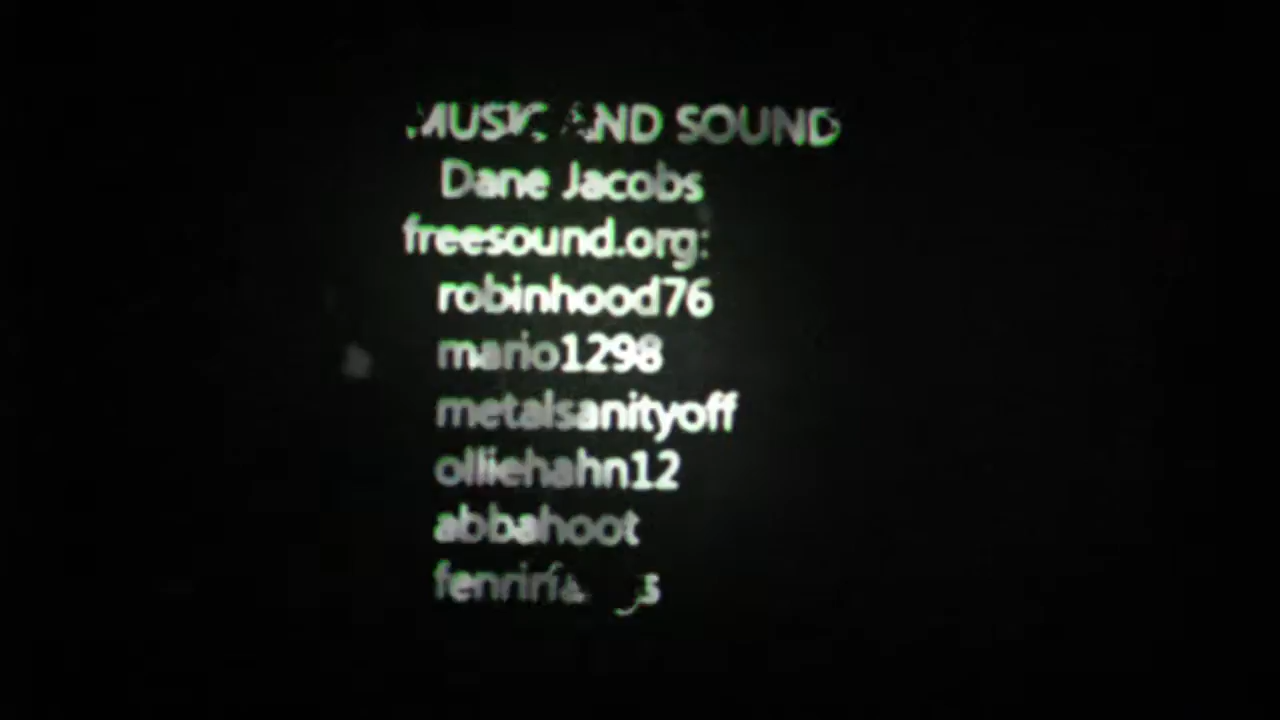 MUSIC AND SOUND
Dane Jacobs
freesound.org:
robinhood76
mario1298
metalsanityoff
olliehahn12
abbahoot